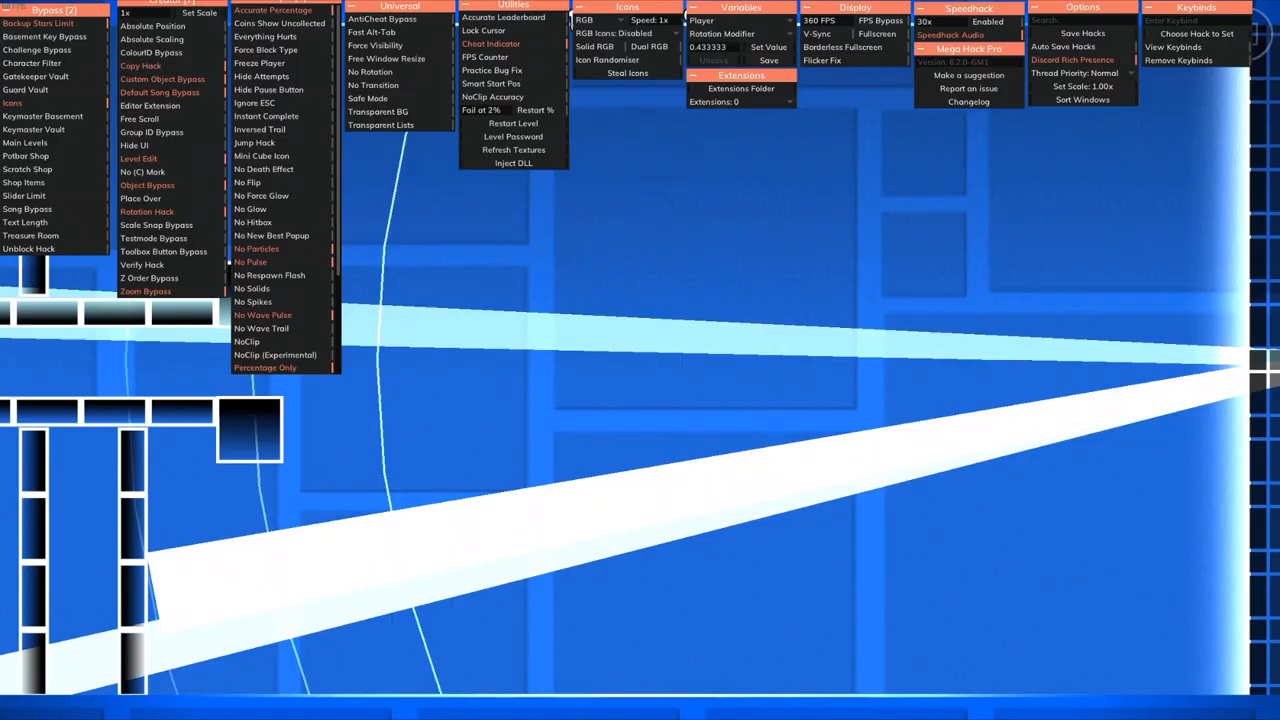 Bypass [2]
Backup Stars Limit
Basement Key Bypass
Challenge Bypass
Character Filter
Gatekeeper Vault
Guard Vault
Icons
Keymaster Basement
Keymaster Vault
Main Levels
Potbar Shop
Scratch Shop
Shop Items
Slider Limit
Song Bypass
Text Length
Treasure Room
Unblock Hack
Creator [7]
1x Set Scale
Absolute Position
Absolute Scaling
ColourID Bypass
Copy Hack
Custom Object Bypass
Default Song Bypass
Editor Extension
Free Scroll
Group ID Bypass
Hide UI
Level Edit
No (C) Mark
Object Bypass
Place Over
Rotation Hack
Scale Snap Bypass
Testmode Bypass
Toolbox Button Bypass
Verify Hack
Z Order Bypass
Zoom Bypass
Accurate Percentage
Coins Show Uncollected
Everything Hurts
Force Block Type
Freeze Player
Hide Attempts
Hide Pause Button
Ignore ESC
Instant Complete
Inversed Trail
Jump Hack
Mini Cube Icon
No Death Effect
No Flip
No Force Glow
No Glow
No Hitbox
No New Best Popup
No Particles
No Pulse
No Respawn Flash
No Solids
No Spikes
No Wave Pulse
No Wave Trail
NoClip
NoClip (Experimental)
Percentage Only
Universal
AntiCheat Bypass
Fast Alt-Tab
Force Visibility
Free Window Resize
No Rotation
No Transition
Safe Mode
Transparent BG
Transparent Lists
Utilities
Accurate Leaderboard
Lock Cursor
Cheat Indicator
FPS Counter
Practice Bug Fix
Smart Start Pos
NoClip Accuracy
Fail at 2% Restart %
Restart Level
Level Password
Refresh Textures
Inject DLL
Icons
RGB Speed: 1x
RGB Icons: Disabled
Solid RGB Dual RGB
Icon Randomiser
Steal Icons
Variables
Player
Rotation Modifier
0.433333 Set Value
Unsave Save
Extensions
Extensions Folder
Extensions: 0
Display
360 FPS FPS Bypass
V-Sync Fullscreen
Borderless Fullscreen
Flicker Fix
Speedhack
30x Enabled
Speedhack Audio
Mega Hack Pro
Version: 6.2.0-GM1
Make a suggestion
Report an issue
Changelog
Options
Search:
Save Hacks
Auto Save Hacks
Discord Rich Presence
Thread Priority: Normal
Set Scale: 1.00x
Sort Windows
Keybinds
Enter Keybind
Choose Hack to Set
View Keybinds
Remove Keybinds